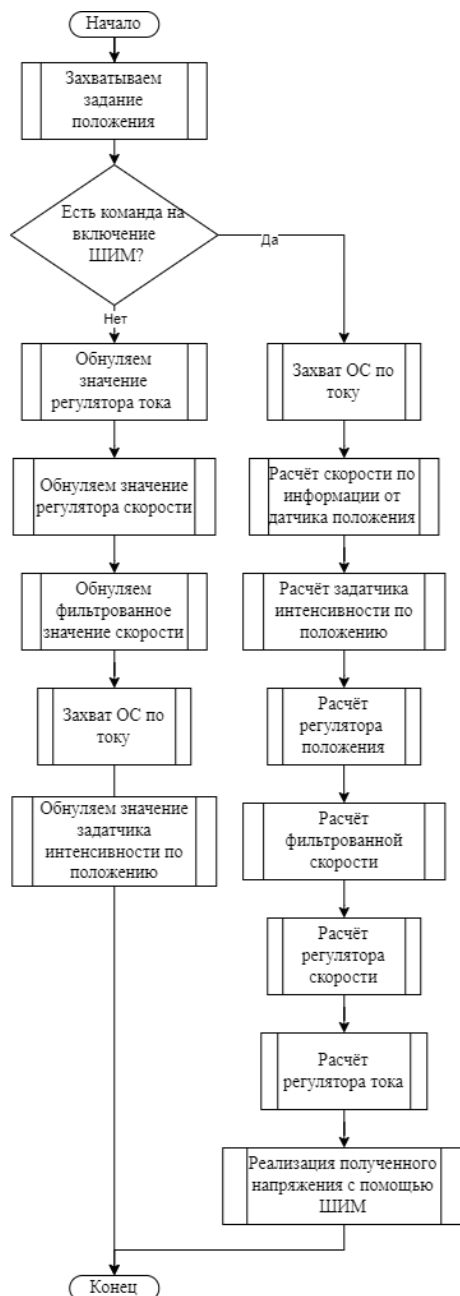 Начало
Захватываем
задание
положения
Есть команда на
включение
ШИМ?
Да
Нет
Обнуляем
значение
регулятора тока
Обнуляем значение
регулятора скорости
Обнуляем
фильтрованное
значение скорости
Захват ОС по
току
Обнуляем значение
задатчика
интенсивности по
положению
Захват ОС по
току
Расчёт скорости по
информации от
датчика положения
Расчёт задатчика
интенсивности по
положению
Расчёт
регулятора
положения
Расчёт
фильтрованной
скорости
Расчёт
регулятора
скорости
Расчёт
регулятора тока
Реализация полученного
напряжения с помощью
ШИМ
Конец